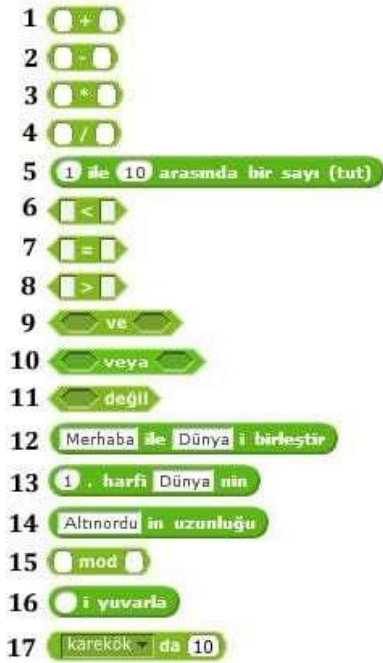 1 +
2 -
3 *
4 /
5 1 ile 10 arasında bir sayı (tut)
6 <
7 =
8 >
9 ve
10 veya
11 değil
12 Merhaba ile Dünya i birleştir
13 1 . harfi Dünya nin
14 Altınordu in uzunluğu
15 mod
16 i yuvarla
17 karekök da 10